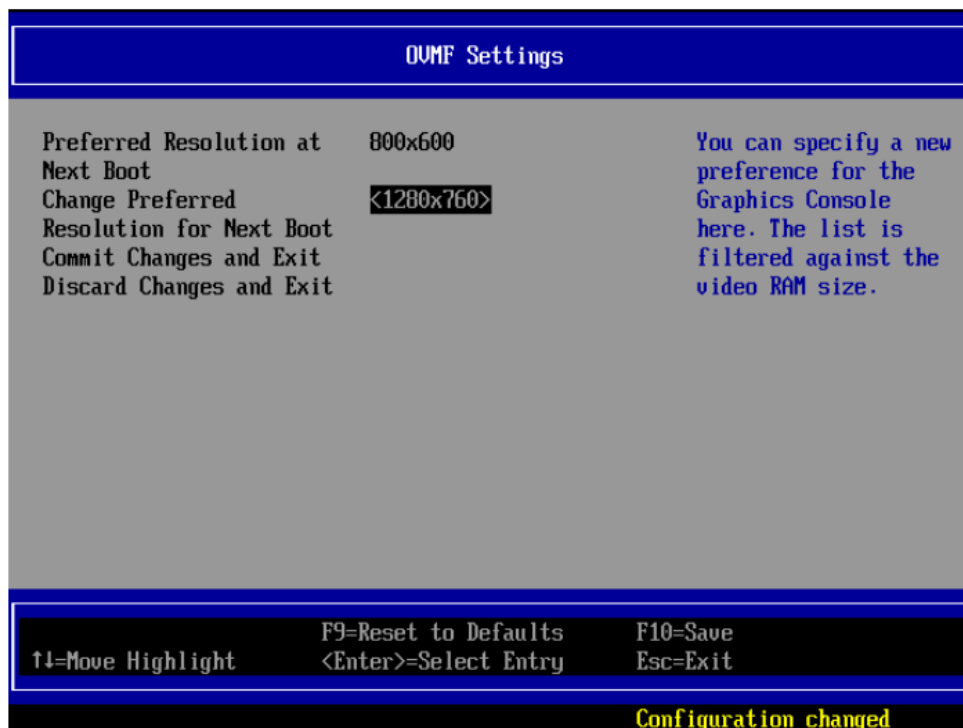 OVMF Settings
Preferred Resolution at 800x600
Next Boot
Change Preferred <1280x760>
Resolution for Next Boot
Commit Changes and Exit
Discard Changes and Exit
You can specify a new
preference for the
Graphics Console
here. The list is
filtered against the
video RAM size.
F9=Reset to Defaults F10=Save
↑↓=Move Highlight <Enter>=Select Entry Esc=Exit
Configuration changed